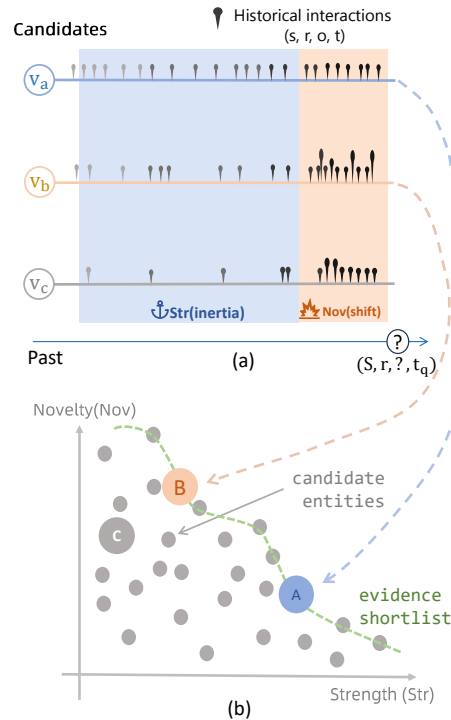 Historical interactions
(s, r, o, t)
Candidates
va
vb
vc
Str(inertia)
Nov(shift)
?
Past
(a)
(S, r, ?, tq)
Novelty(Nov)
B
candidate
entities
C
A
evidence
shortlist
(b)
Strength (Str)